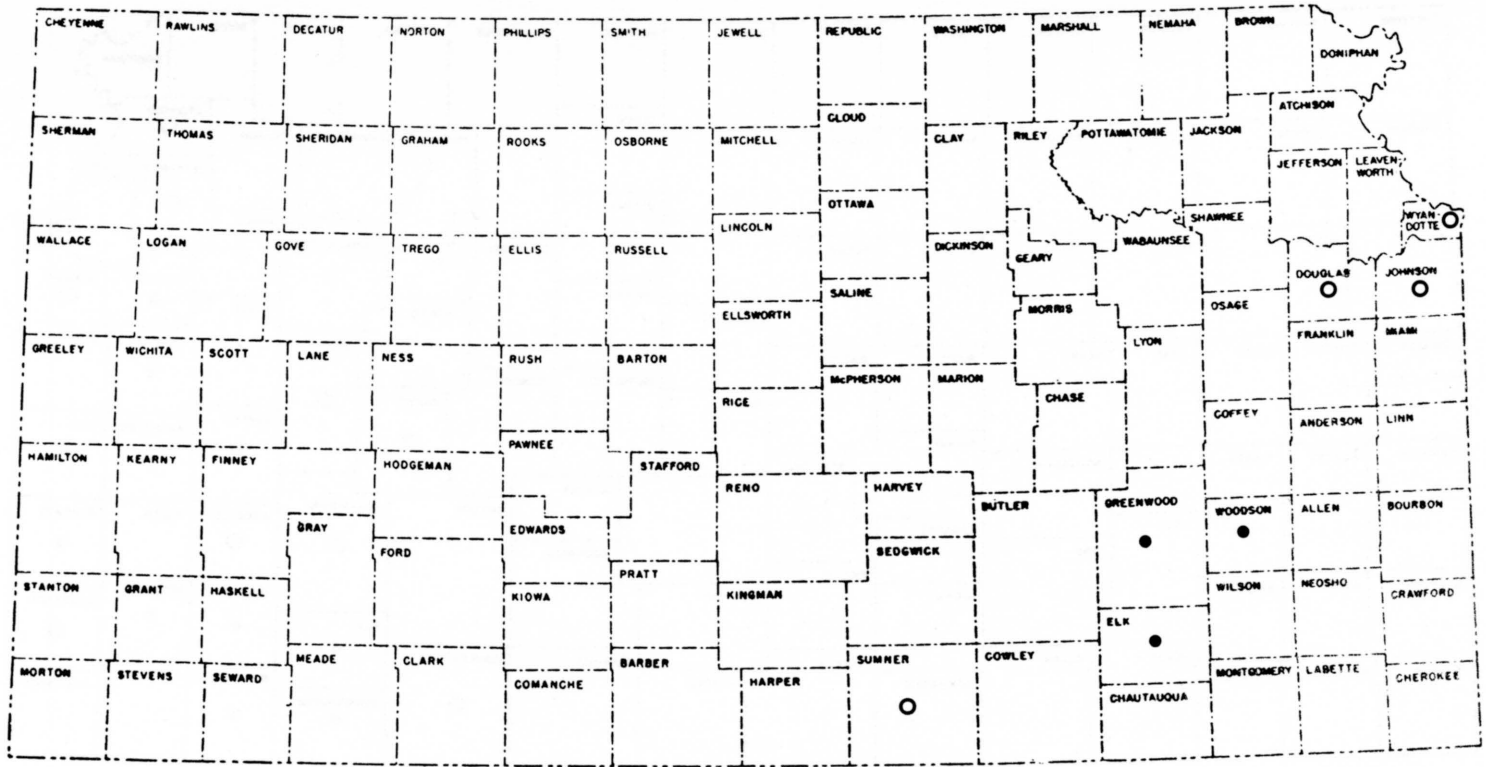 CHEYENNE
RAWLINS
DECATUR
NORTON
PHILLIPS
SMITH
JEWELL
REPUBLIC
WASHINGTON
MARSHALL
NEMAHA
BROWN
DONIPHAN
SHERMAN
THOMAS
SHERIDAN
GRAHAM
ROOKS
OSBORNE
MITCHELL
CLOUD
CLAY
RILEY
POTTAWATOMIE
JACKSON
ATCHISON
JEFFERSON
LEAVEN
WORTH
WYAN
DOTTE
WALLACE
LOGAN
GOVE
TREGO
ELLIS
RUSSELL
LINCOLN
OTTAWA
DICKINSON
GEARY
WABAUNSEE
SHAWNEE
DOUGLAS
JOHNSON
ELLSWORTH
SALINE
MORRIS
LYON
OSAGE
FRANKLIN
MIAMI
GREELEY
WICHITA
SCOTT
LANE
NESS
RUSH
BARTON
RICE
McPHERSON
MARION
CHASE
COFFEY
ANDERSON
LINN
HAMILTON
KEARNY
FINNEY
HODGEMAN
PAWNEE
STAFFORD
RENO
HARVEY
BUTLER
GREENWOOD
WOODSON
ALLEN
BOURBON
GRAY
FORD
EDWARDS
PRATT
SEDGWICK
STANTON
GRANT
HASKELL
KIOWA
KINGMAN
ELK
WILSON
NEOSHO
CRAWFORD
MORTON
STEVENS
SEWARD
MEADE
CLARK
COMANCHE
BARBER
HARPER
SUMNER
COWLEY
CHAUTAUQUA
MONTGOMERY
LABETTE
CHEROKEE